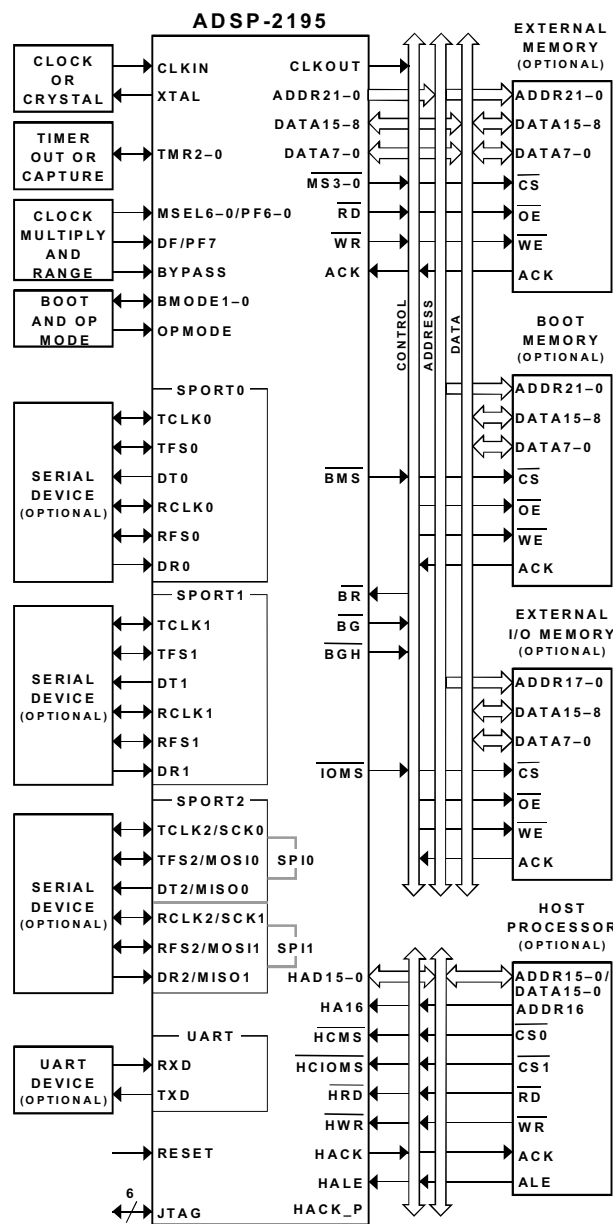 ADSP-2195
CLOCK
OR
CRYSTAL
CLKIN
XTAL
TIMER
OUT OR
CAPTURE
TMR2–0
CLOCK
MULTIPLY
AND
RANGE
MSEL6–0/PF6–0
DF/PF7
BYPASS
BOOT
AND OP
MODE
BMODE1–0
OPMODE
SERIAL
DEVICE
(OPTIONAL)
SPORT0
TCLK0
TFS0
DT0
RCLK0
RFS0
DR0
SERIAL
DEVICE
(OPTIONAL)
SPORT1
TCLK1
TFS1
DT1
RCLK1
RFS1
DR1
SERIAL
DEVICE
(OPTIONAL)
SPORT2
TCLK2/SCK0
TFS2/MOSI0
DT2/MISO0
SPI0
RCLK2/SCK1
RFS2/MOSI1
DR2/MISO1
SPI1
UART
DEVICE
(OPTIONAL)
UART
RXD
TXD
RESET
6
JTAG
CLKOUT
ADDR21–0
DATA15–8
DATA7–0
MS3–0
RD
WR
ACK
BMS
BR
BG
BGH
IOMS
HAD15–0
HA16
HCMS
HCIOMS
HRD
HWR
HACK
HALE
HACK_P
CONTROL
ADDRESS
DATA
EXTERNAL
MEMORY
(OPTIONAL)
ADDR21–0
DATA15–8
DATA7–0
CS
OE
WE
ACK
BOOT
MEMORY
(OPTIONAL)
ADDR21–0
DATA15–8
DATA7–0
CS
OE
WE
ACK
EXTERNAL
I/O MEMORY
(OPTIONAL)
ADDR17–0
DATA15–8
DATA7–0
CS
OE
WE
ACK
HOST
PROCESSOR
(OPTIONAL)
ADDR15–0/
DATA15–0
ADDR16
CS0
CS1
RD
WR
ACK
ALE